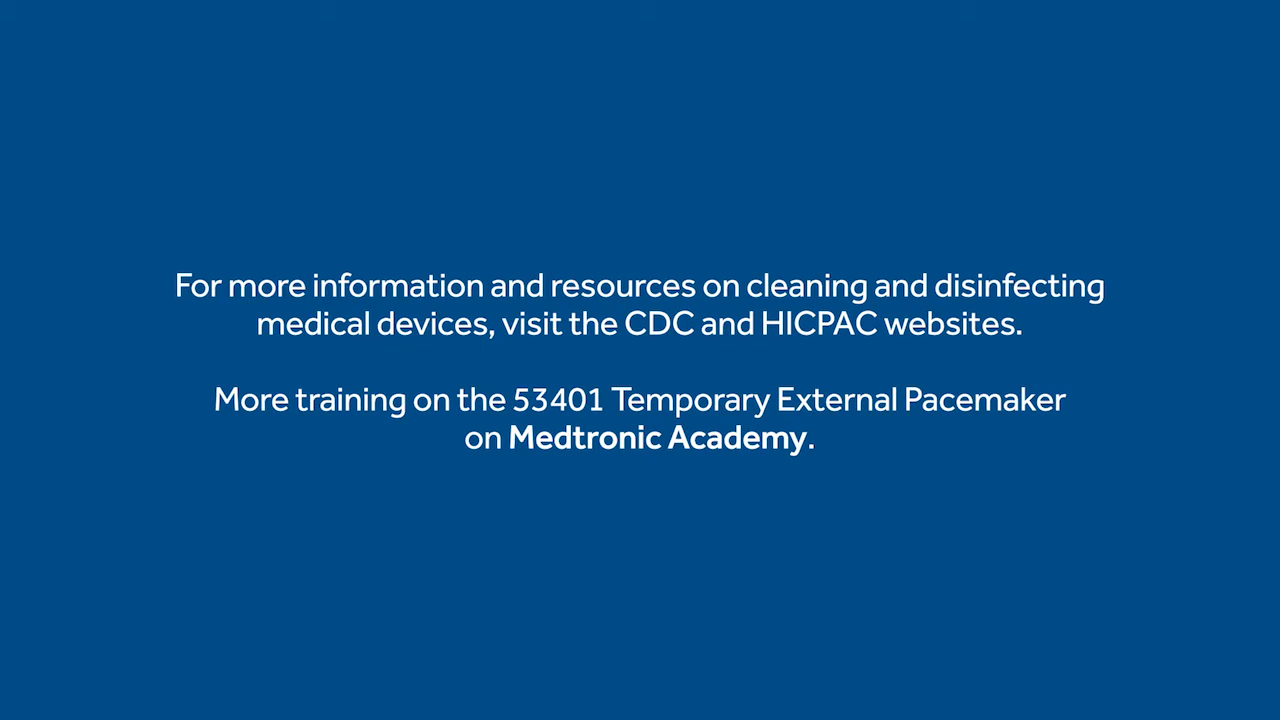 For more information and resources on cleaning and disinfecting
medical devices, visit the CDC and HICPAC websites.
More training on the 53401 Temporary External Pacemaker
on Medtronic Academy.